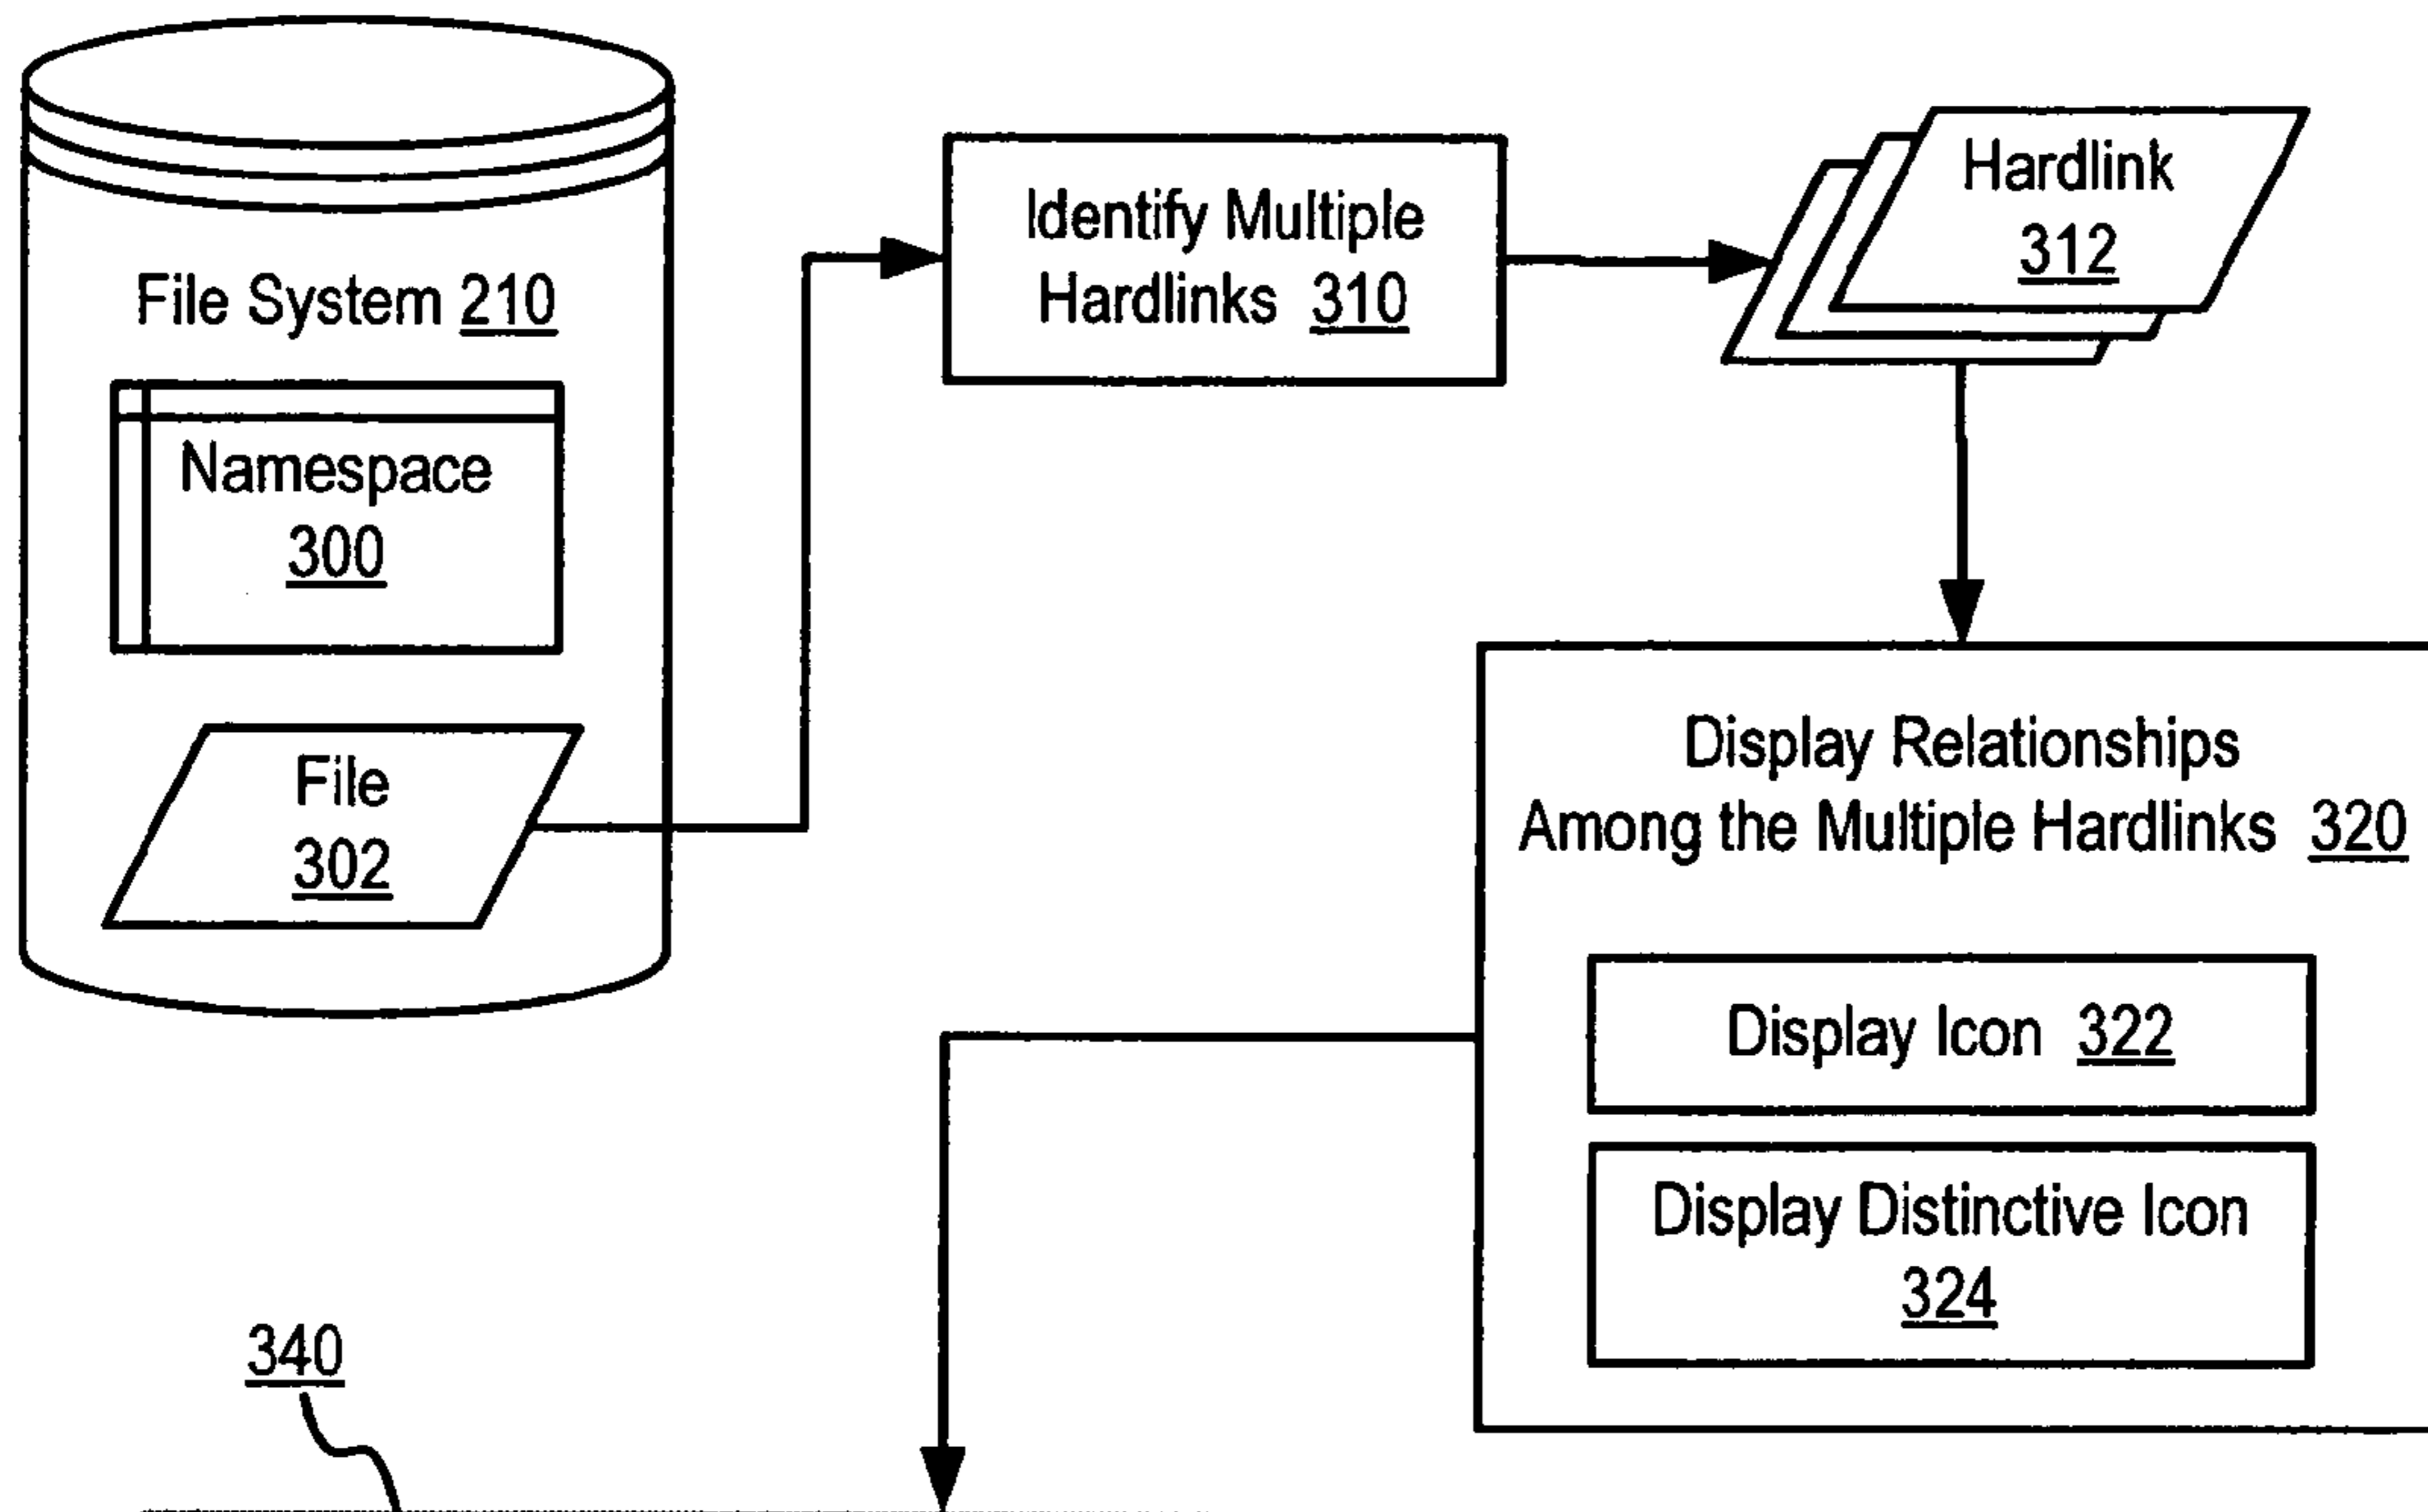 File System 210
Namespace
300
File
302
Identify Multiple
Hardlinks 310
Hardlink
312
Display Relationships
Among the Multiple Hardlinks 320
Display Icon 322
Display Distinctive Icon
324
340